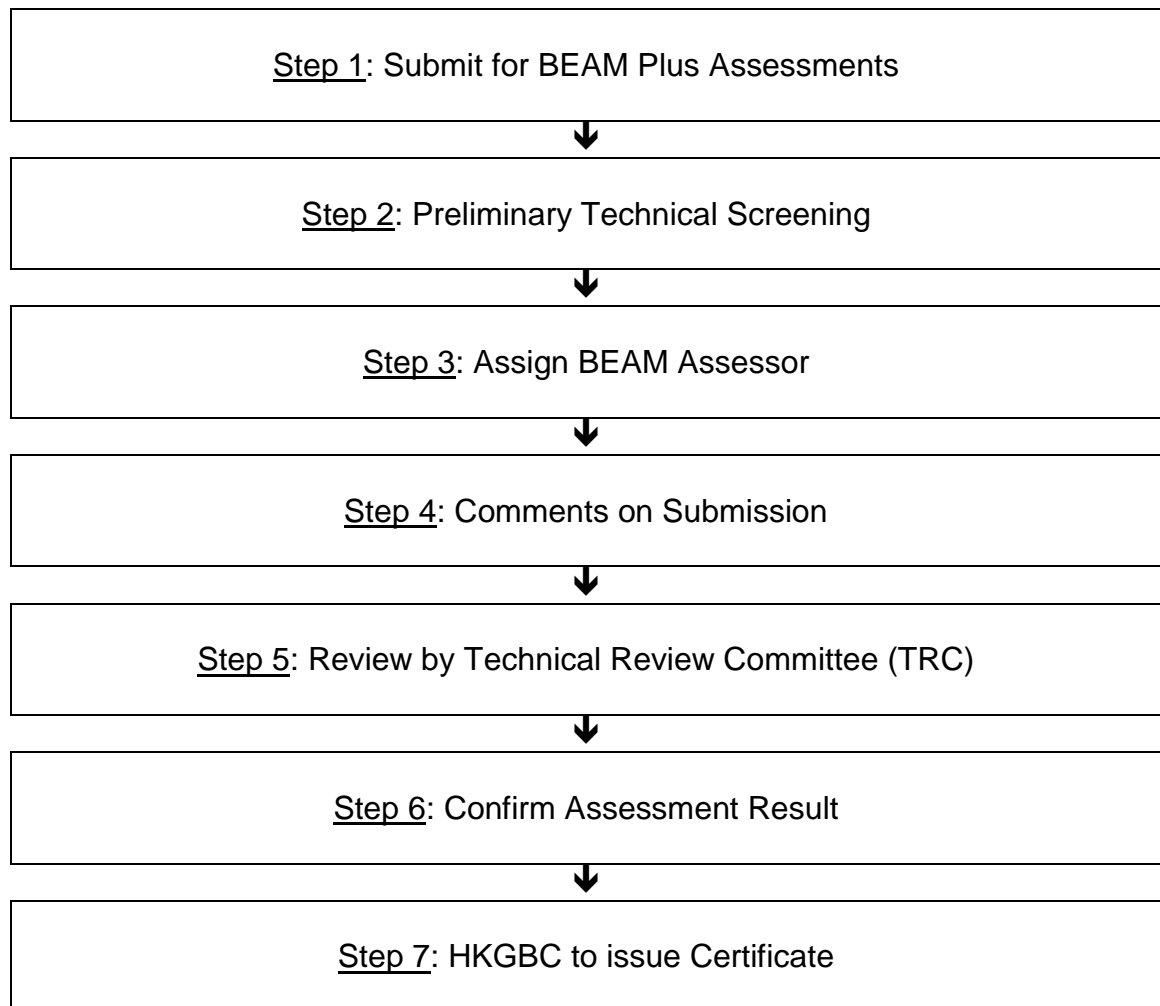 Step 1: Submit for BEAM Plus Assessments
Step 2: Preliminary Technical Screening
Step 3: Assign BEAM Assessor
Step 4: Comments on Submission
Step 5: Review by Technical Review Committee (TRC)
Step 6: Confirm Assessment Result
Step 7: HKGBC to issue Certificate